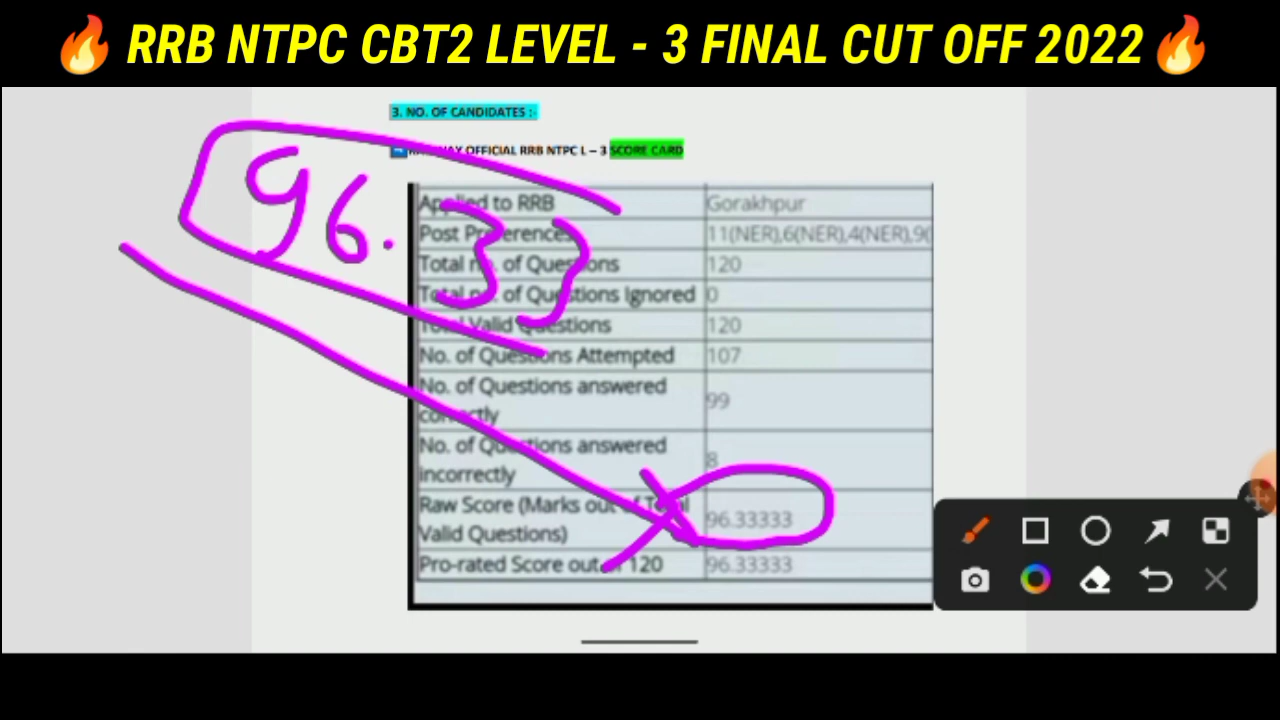 🔥 RRB NTPC CBT2 LEVEL - 3 FINAL CUT OFF 2022 🔥
3. NO. OF CANDIDATES :-
OFFICIAL RRB NTPC L – 3 SCORE CARD
96.33
Applied to RRB Gorakhpur
Post Preferences 11(NER),6(NER),4(NER),9(
Total no. of Questions 120
Total no. of Questions Ignored 0
Total Valid Questions 120
No. of Questions Attempted 107
No. of Questions answered
correctly 99
No. of Questions answered
incorrectly 8
Raw Score (Marks out of Total
Valid Questions) 96.33333
Pro-rated Score out of 120 96.33333